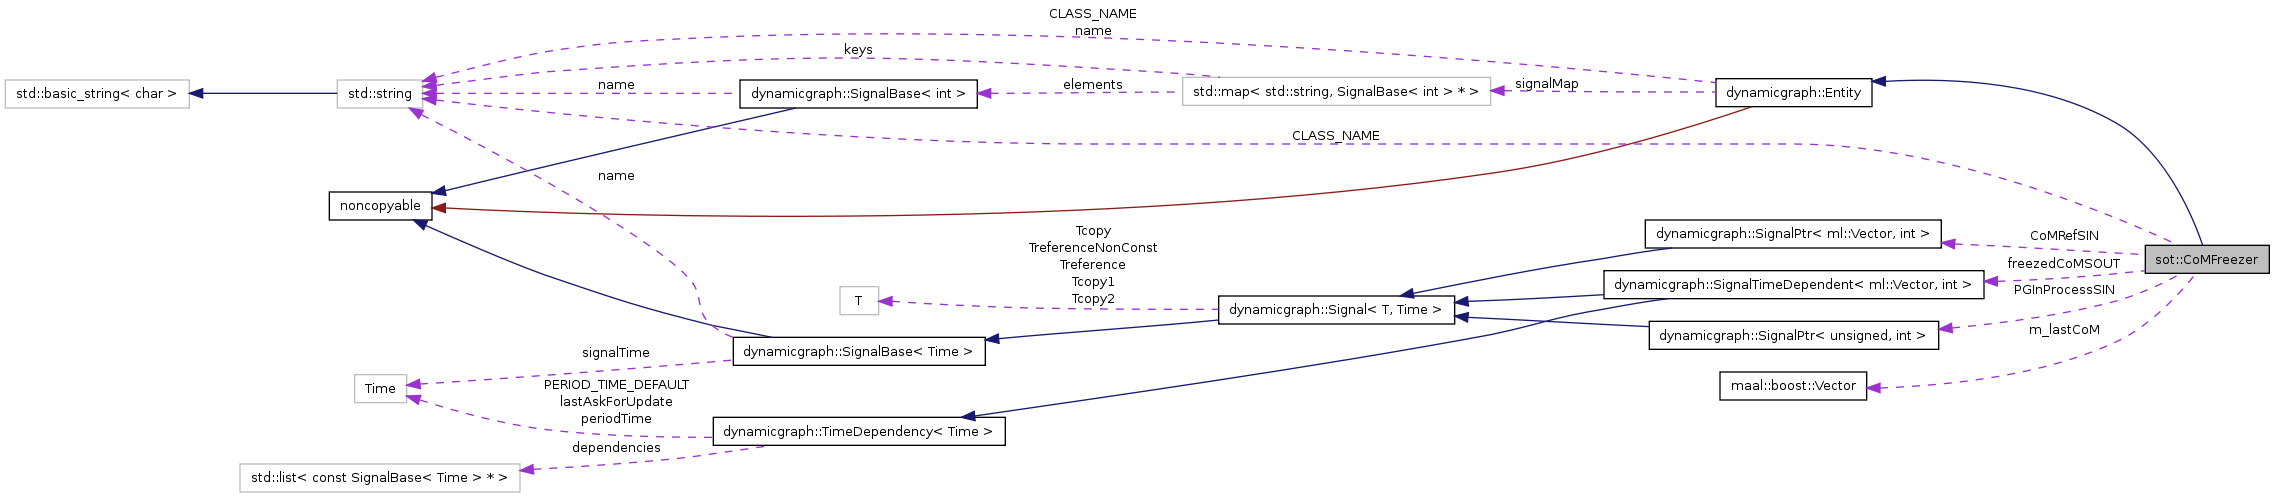 CLASS_NAME
name
keys
std::basic_string< char >
std::string
name
dynamicgraph::SignalBase< int >
elements
std::map< std::string, SignalBase< int > * >
signalMap
dynamicgraph::Entity
CLASS_NAME
name
noncopyable
Tcopy
TreferenceNonConst
Treference
Tcopy1
Tcopy2
T
dynamicgraph::Signal< T, Time >
dynamicgraph::SignalPtr< ml::Vector, int >
CoMRefSIN
sot::CoMFreezer
freezedCoMSOUT
dynamicgraph::SignalTimeDependent< ml::Vector, int >
PGInProcessSIN
dynamicgraph::SignalPtr< unsigned, int >
m_lastCoM
maal::boost::Vector
signalTime
dynamicgraph::SignalBase< Time >
Time
PERIOD_TIME_DEFAULT
lastAskForUpdate
periodTime
dynamicgraph::TimeDependency< Time >
dependencies
std::list< const SignalBase< Time > * >